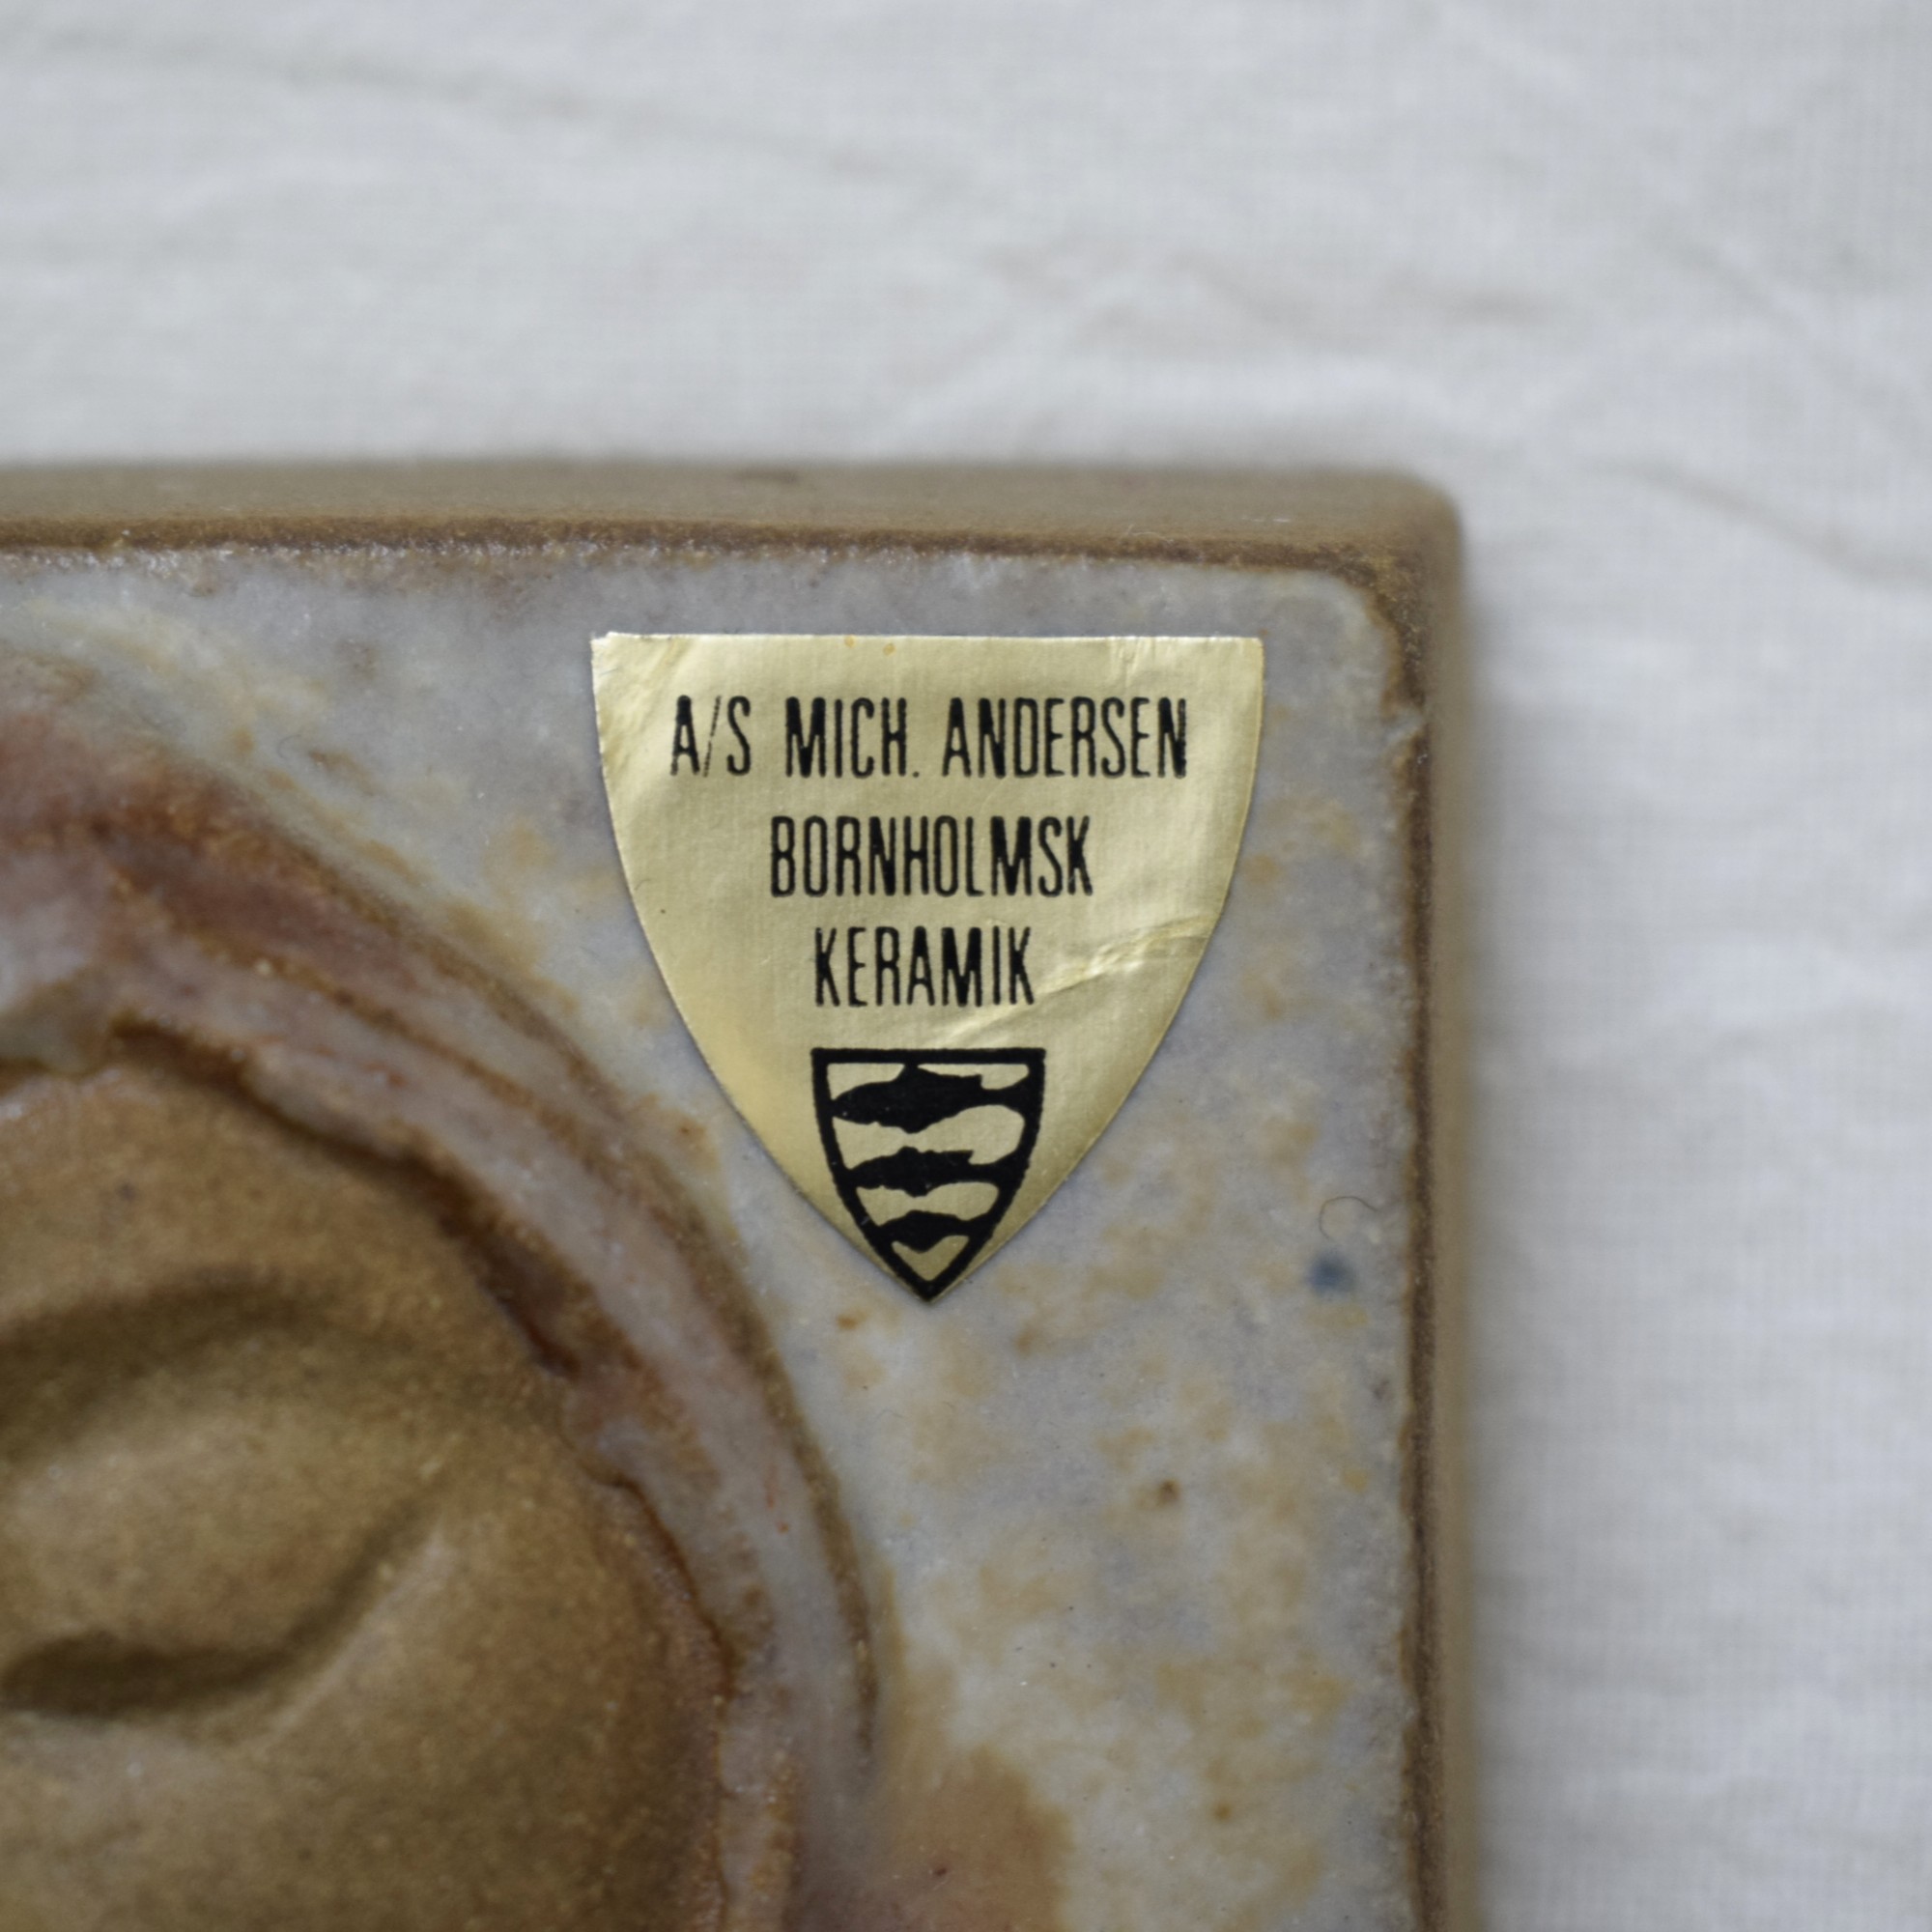 A/S MICH. ANDERSEN
BORNHOLMSK
KERAMIK